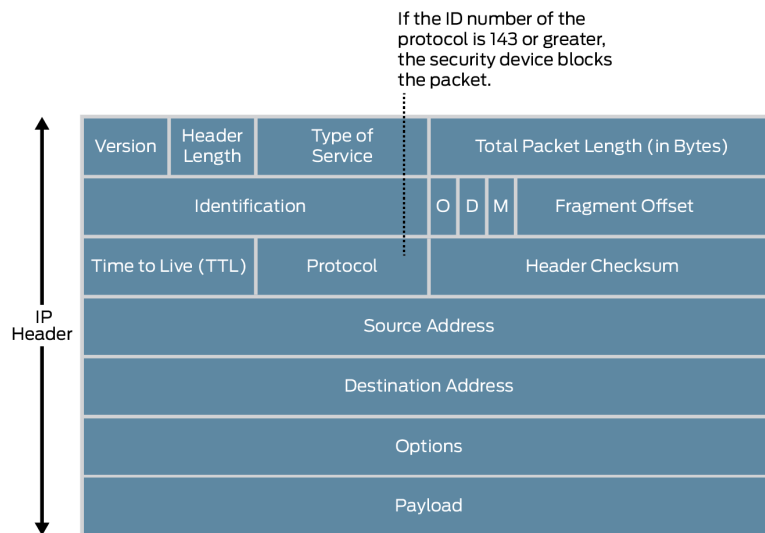 If the ID number of the
protocol is 143 or greater,
the security device blocks
the packet.
Version
Header
Length
Type of
Service
Total Packet Length (in Bytes)
Identification
O
D
M
Fragment Offset
Time to Live (TTL)
Protocol
Header Checksum
IP
Header
Source Address
Destination Address
Options
Payload